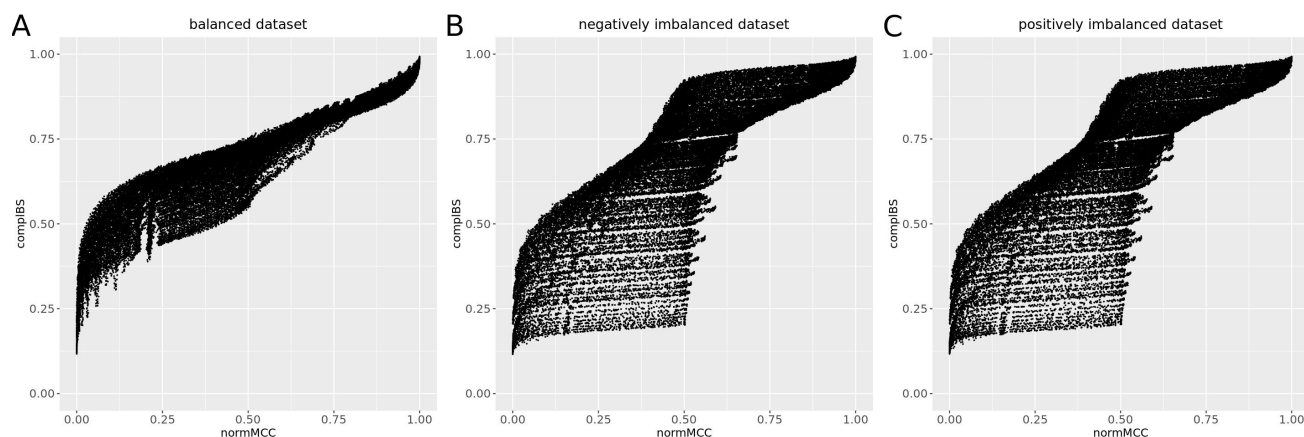 A
balanced dataset
1.00
0.75
0.50
0.25
0.00
compIBS
0.00 0.25 0.50 0.75 1.00
normMCC
B
negatively imbalanced dataset
1.00
0.75
0.50
0.25
0.00
compIBS
0.00 0.25 0.50 0.75 1.00
normMCC
C
positively imbalanced dataset
1.00
0.75
0.50
0.25
0.00
compIBS
0.00 0.25 0.50 0.75 1.00
normMCC